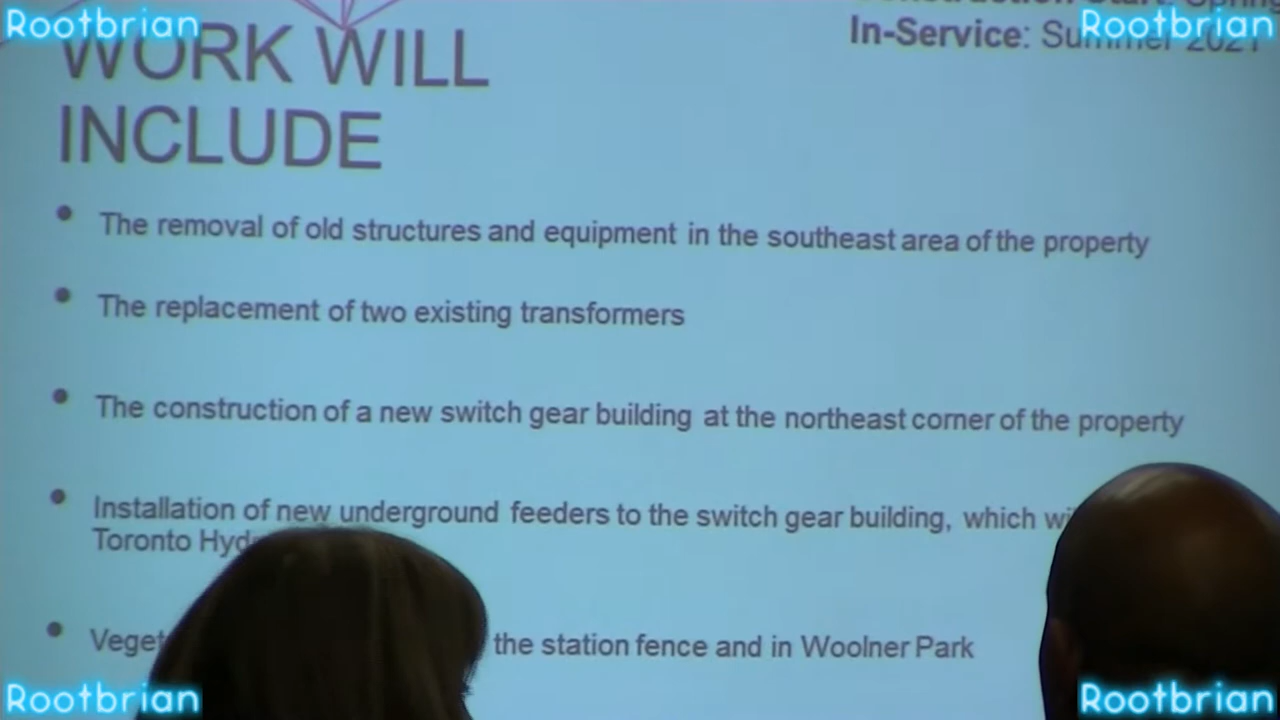 Rootbrian
Rootbrian
In-Service: Summer 2021
WORK WILL
INCLUDE
• The removal of old structures and equipment in the southeast area of the property
• The replacement of two existing transformers
• The construction of a new switch gear building at the northeast corner of the property
• Installation of new underground feeders to the switch gear building, which
Toronto
• the station fence and in Woolner Park
Rootbrian
Rootbrian